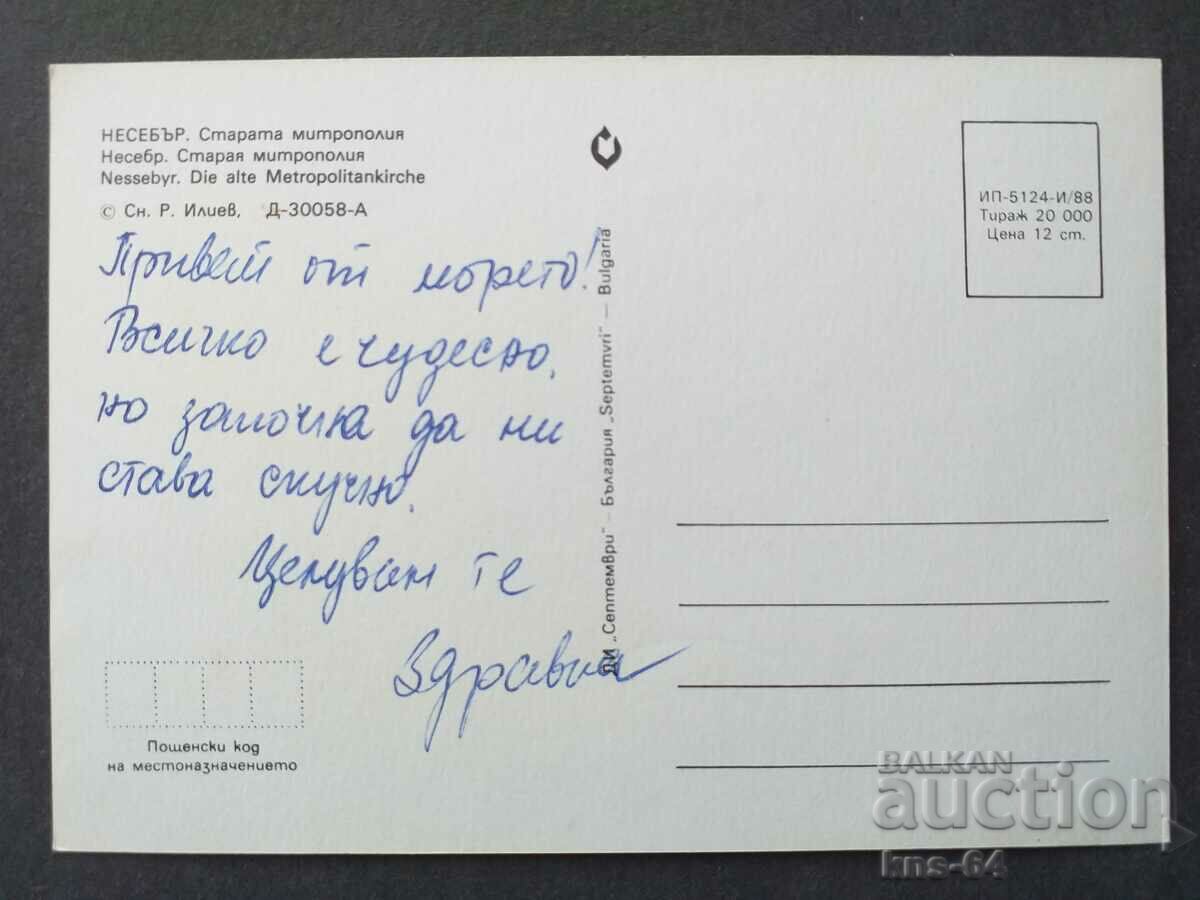 НЕСЕБЪР. Старата митрополия
Несебр. Старая митрополия
Nessebyr. Die alte Metropolitankirche
© Сн. Р. Илиев, Д-30058-А
Привет от морето!
Всичко е чудесно,
но започна да ни
става скучно.
Целувам те
Здравка
Пощенски код
на местоназначението
ДИ „Септември“ — България „Septemvri“ — Bulgaria
ИП-5124-И/88
Тираж 20 000
Цена 12 ст.
BALKAN
auction
kns-64